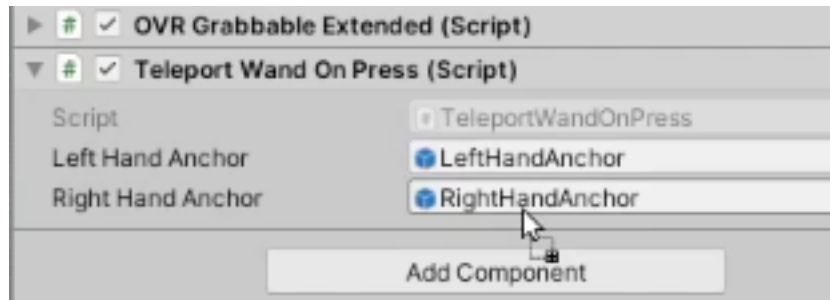 # OVR Grabbable Extended (Script)
# Teleport Wand On Press (Script)
Script # TeleportWandOnPress
Left Hand Anchor LeftHandAnchor
Right Hand Anchor RightHandAnchor
Add Component